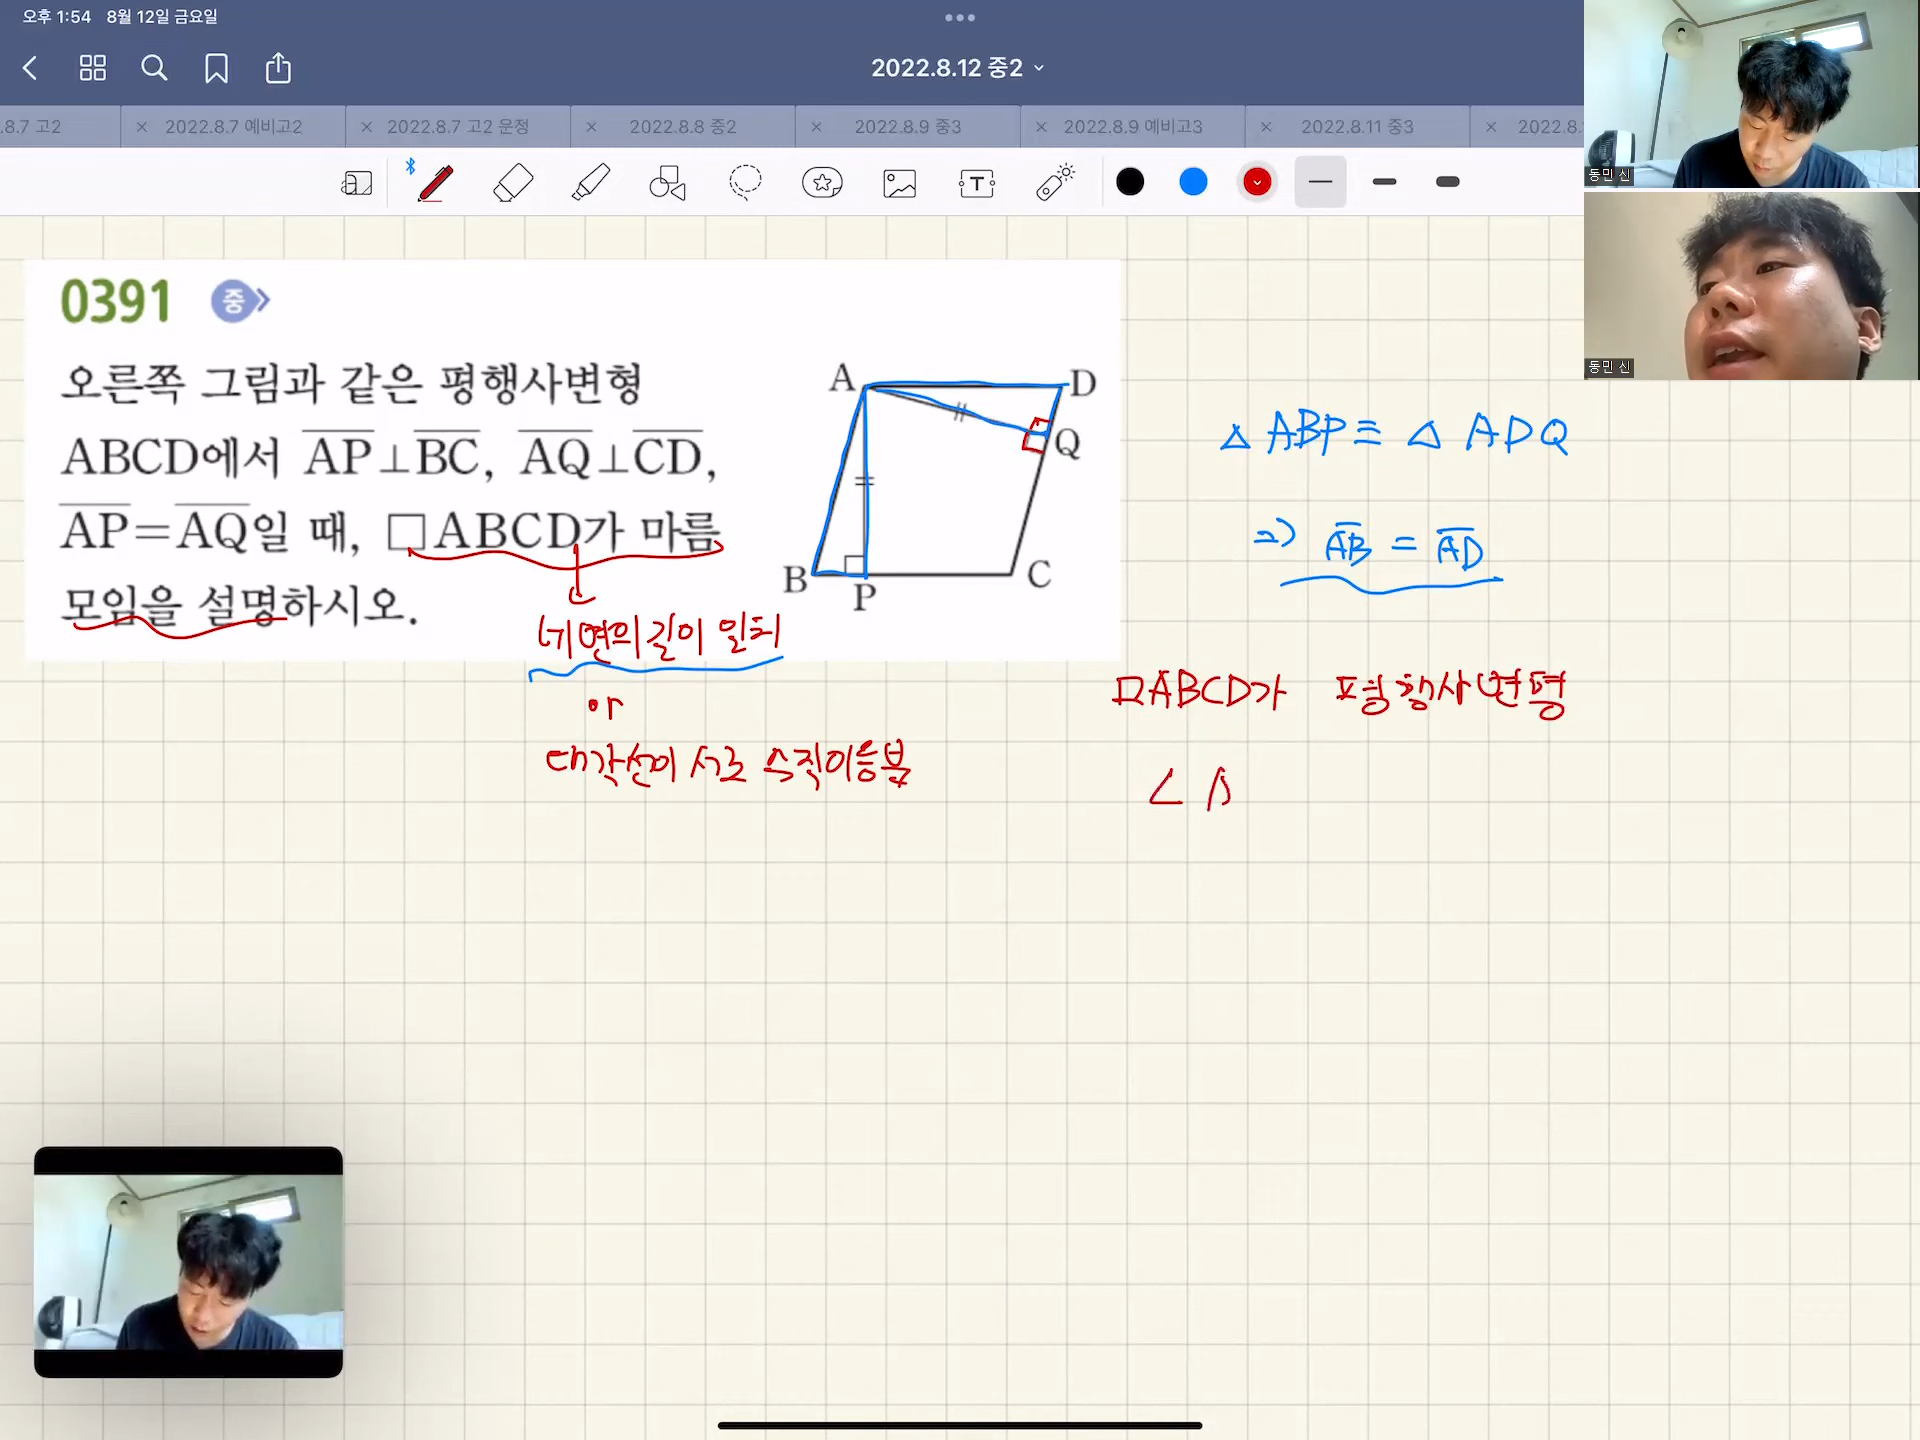 오후 1:54 8월 12일 금요일
2022.8.12 중2
.8.7 고2
2022.8.7 예비고2
2022.8.7 고2 운정
2022.8.8 중2
2022.8.9 중3
2022.8.9 예비고3
2022.8.11 중3
2022.8.
동민 신
동민 신
0391 중
오른쪽 그림과 같은 평행사변형
ABCD에서 AP⊥BC, AQ⊥CD,
AP=AQ일 때, □ABCD가 마름
모임을 설명하시오.
A D
Q
B P C
네 변의 길이 일치
or
대각선이 서로 수직이등분
△ ABP ≡ △ ADQ
⇒ AB = AD
□ABCD가 평행사변형
∠